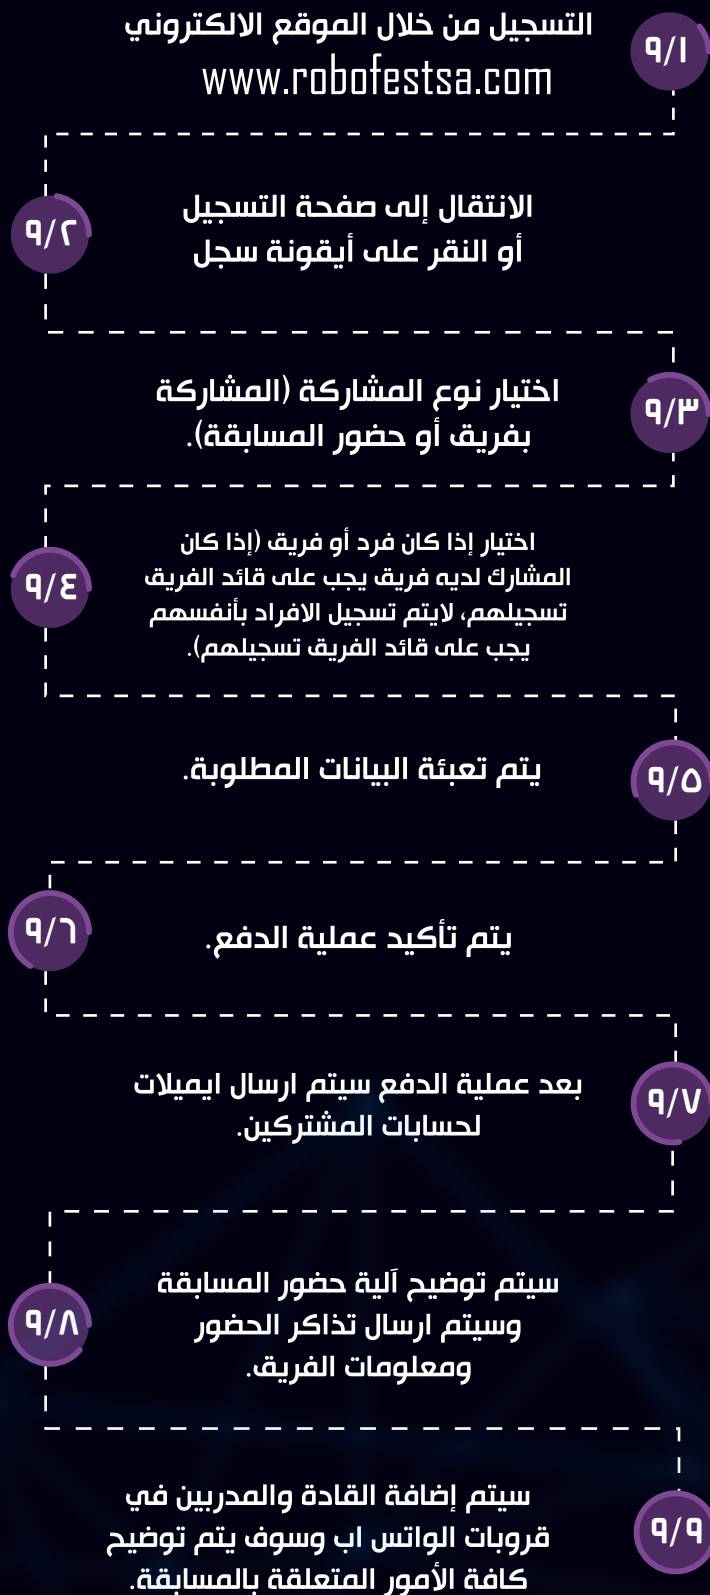 التسجيل من خلال الموقع الالكتروني
www.robofestsa.com
٩/١
الانتقال إلى صفحة التسجيل
أو النقر على أيقونة سجل
٩/٢
اختيار نوع المشاركة (المشاركة
بفريق أو حضور المسابقة).
٩/٣
اختيار إذا كان فرد أو فريق (إذا كان
المشارك لديه فريق يجب على قائد الفريق
تسجيلهم، لايتم تسجيل الافراد بأنفسهم
يجب على قائد الفريق تسجيلهم).
٩/٤
يتم تعبئة البيانات المطلوبة.
٩/٥
يتم تأكيد عملية الدفع.
٩/٦
بعد عملية الدفع سيتم ارسال ايميلات
لحسابات المشتركين.
٩/٧
سيتم توضيح آلية حضور المسابقة
وسيتم ارسال تذاكر الحضور
ومعلومات الفريق.
٩/٨
سيتم إضافة القادة والمدربين في
قروبات الواتس اب وسوف يتم توضيح
كافة الأمور المتعلقة بالمسابقة.
٩/٩